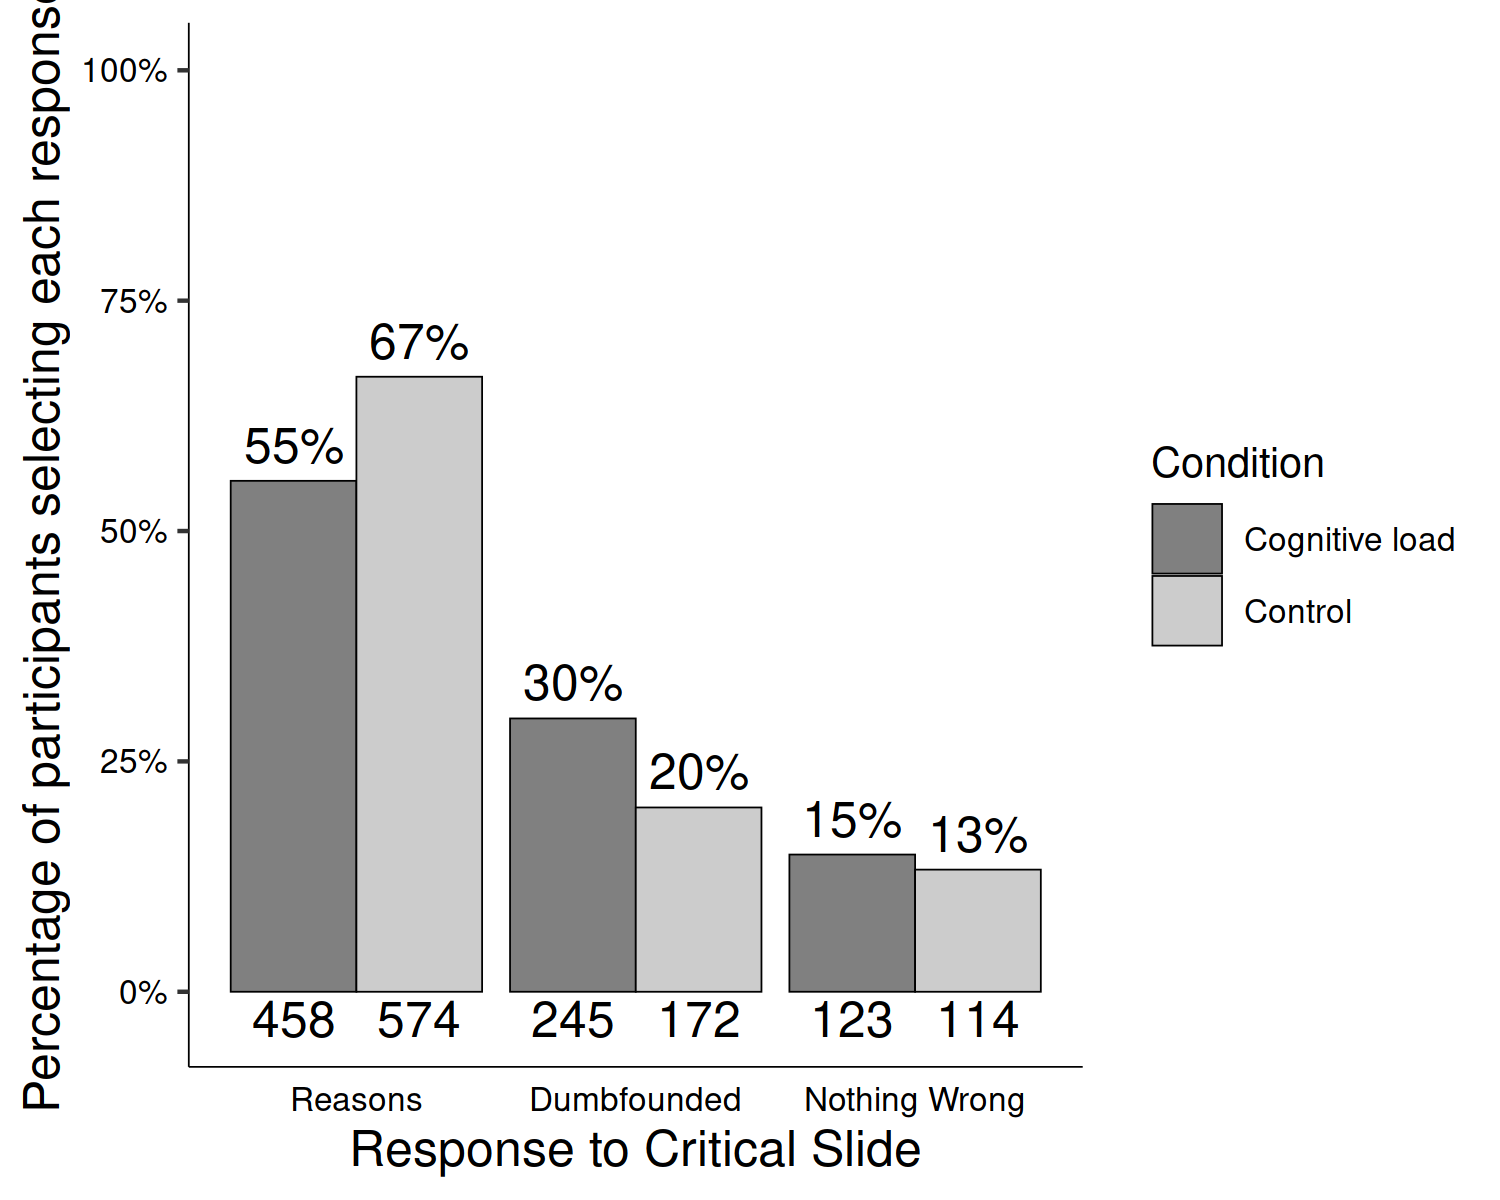 Percentage of participants selecting each response
100%
75%
50%
25%
0%
55%
67%
30%
20%
15%
13%
458 574 245 172 123 114
Reasons Dumbfounded Nothing Wrong
Response to Critical Slide
Condition
Cognitive load
Control